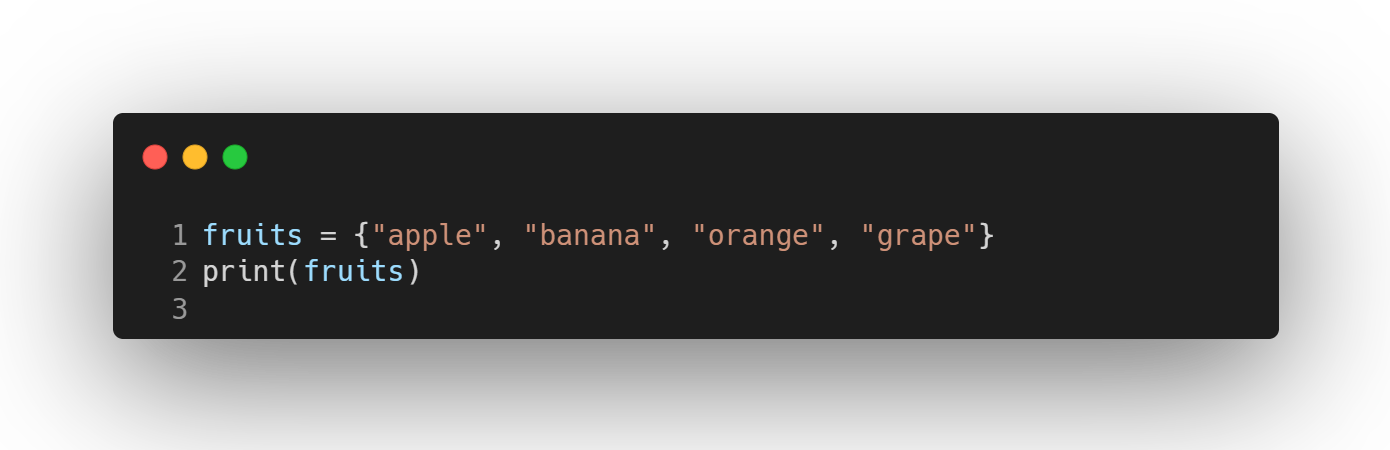 1 fruits = {"apple", "banana", "orange", "grape"}
2 print(fruits)
3